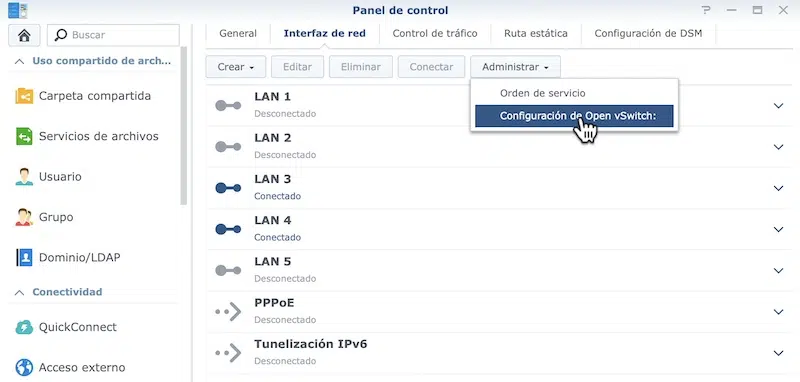 Panel de control
Buscar
General Interfaz de red Control de tráfico Ruta estática Configuración de DSM
Uso compartido de arch...
Crear Editar Eliminar Conectar Administrar
Orden de servicio
Configuración de Open vSwitch:
Carpeta compartida
Servicios de archivos
Usuario
Grupo
Dominio/LDAP
Conectividad
QuickConnect
Acceso externo
LAN 1
Desconectado
LAN 2
Desconectado
LAN 3
Conectado
LAN 4
Conectado
LAN 5
Desconectado
PPPoE
Desconectado
Tunelización IPv6
Desconectado